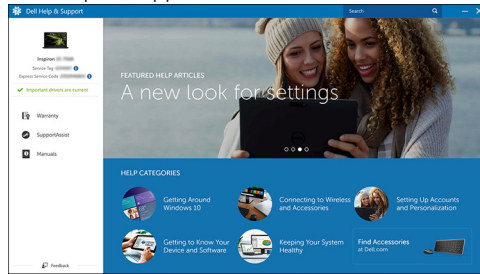 Dell Help & Support
Search
Inspiron
Service Tag:
Express Service Code:
Important drivers are current
Warranty
SupportAssist
Manuals
Feedback
FEATURED HELP ARTICLES
A new look for settings
HELP CATEGORIES
Getting Around
Windows 10
Connecting to Wireless
and Accessories
Setting Up Accounts
and Personalization
Getting to Know Your
Device and Software
Keeping Your System
Healthy
Find Accessories
at Dell.com